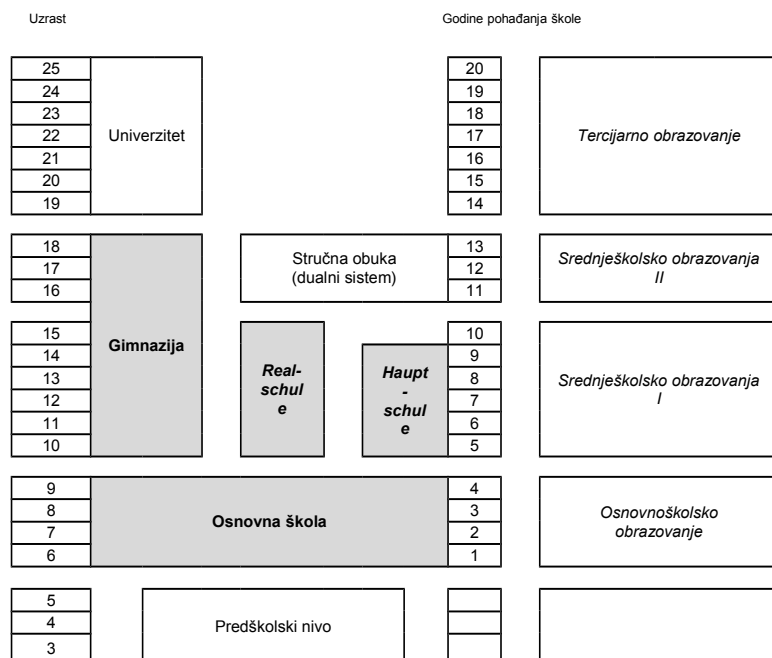 Uzrast Godine pohađanja škole
25 20
24 19
23 18
22 Univerzitet 17 Tercijarno obrazovanje
21 16
20 15
19 14
18 13
Stručna obuka Srednješkolsko obrazovanja
17 (dualni sistem) 12 II
16 11
15 10
14 Gimnazija 9
13 Real- Haupt 8
schul - Srednješkolsko obrazovanja
12 e schul 7 I
11 e 6
10 5
9 4
8 3 Osnovnoškolsko
Osnovna škola
7 2 obrazovanje
6 1
5
4 Predškolski nivo
3